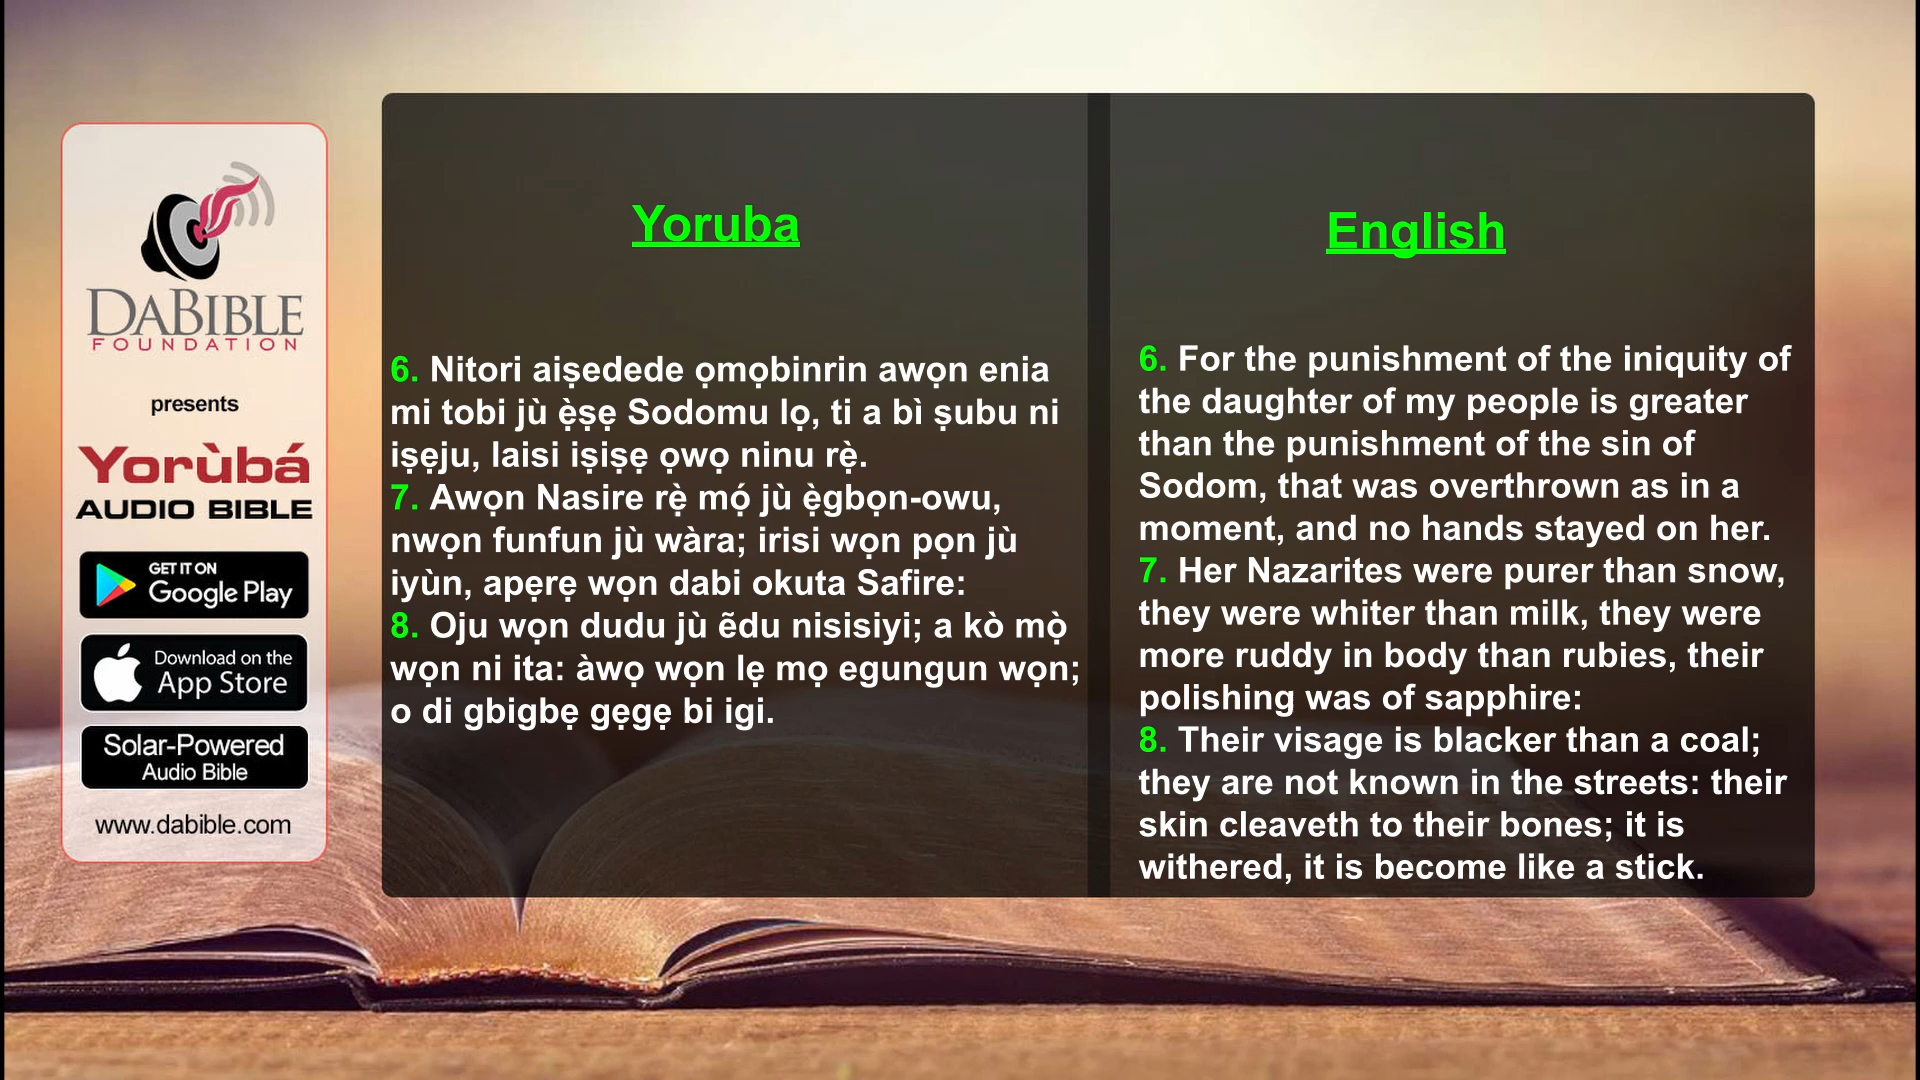 DABIBLE
FOUNDATION
presents
Yorùbá
AUDIO BIBLE
GET IT ON
Google Play
Download on the
App Store
Solar-Powered
Audio Bible
www.dabible.com
Yoruba
6. Nitori aiṣedede ọmọbinrin awọn enia
mi tobi jù ẹ̀ṣẹ Sodomu lọ, ti a bì ṣubu ni
iṣẹju, laisi iṣiṣẹ ọwọ ninu rẹ̀.
7. Awọn Nasire rẹ̀ mọ́ jù ẹ̀gbọn-owu,
nwọn funfun jù wàra; irisi wọn pọn jù
iyùn, apẹrẹ wọn dabi okuta Safire:
8. Oju wọn dudu jù ẽdu nisisiyi; a kò mọ̀
wọn ni ita: àwọ wọn lẹ mọ egungun wọn;
o di gbigbẹ gẹgẹ bi igi.
English
6. For the punishment of the iniquity of
the daughter of my people is greater
than the punishment of the sin of
Sodom, that was overthrown as in a
moment, and no hands stayed on her.
7. Her Nazarites were purer than snow,
they were whiter than milk, they were
more ruddy in body than rubies, their
polishing was of sapphire:
8. Their visage is blacker than a coal;
they are not known in the streets: their
skin cleaveth to their bones; it is
withered, it is become like a stick.